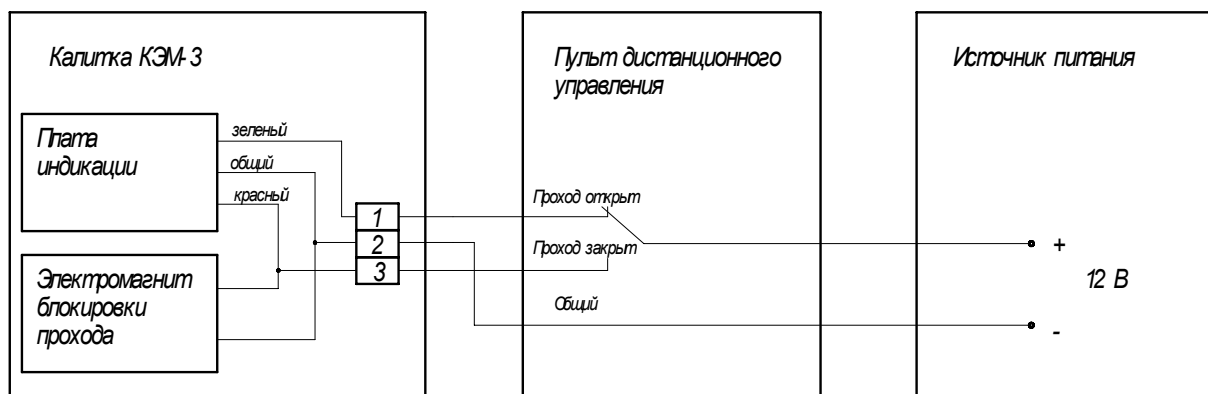 Калитка КЭМ-3
Плата
индикации
зеленый
общий
красный
1
2
3
Электромагнит
блокировки
прохода
Пульт дистанционного
управления
Проход открыт
Проход закрыт
Общий
Источник питания
+
12 В
-